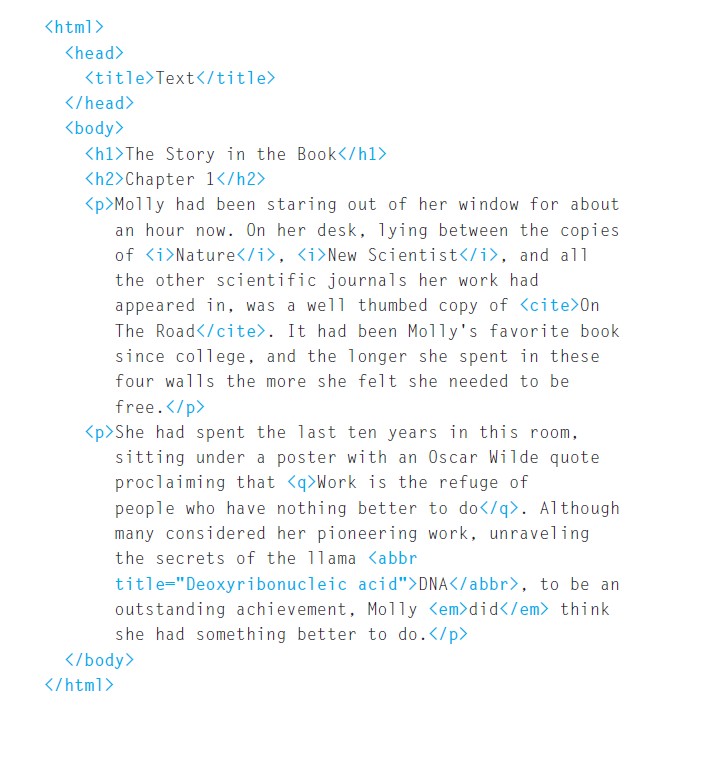 <html>
<head>
<title>Text</title>
</head>
<body>
<h1>The Story in the Book</h1>
<h2>Chapter 1</h2>
<p>Molly had been staring out of her window for about
an hour now. On her desk, lying between the copies
of <i>Nature</i>, <i>New Scientist</i>, and all
the other scientific journals her work had
appeared in, was a well thumbed copy of <cite>On
The Road</cite>. It had been Molly's favorite book
since college, and the longer she spent in these
four walls the more she felt she needed to be
free.</p>
<p>She had spent the last ten years in this room,
sitting under a poster with an Oscar Wilde quote
proclaiming that <q>Work is the refuge of
people who have nothing better to do</q>. Although
many considered her pioneering work, unraveling
the secrets of the llama <abbr
title="Deoxyribonucleic acid">DNA</abbr>, to be an
outstanding achievement, Molly <em>did</em> think
she had something better to do.</p>
</body>
</html>